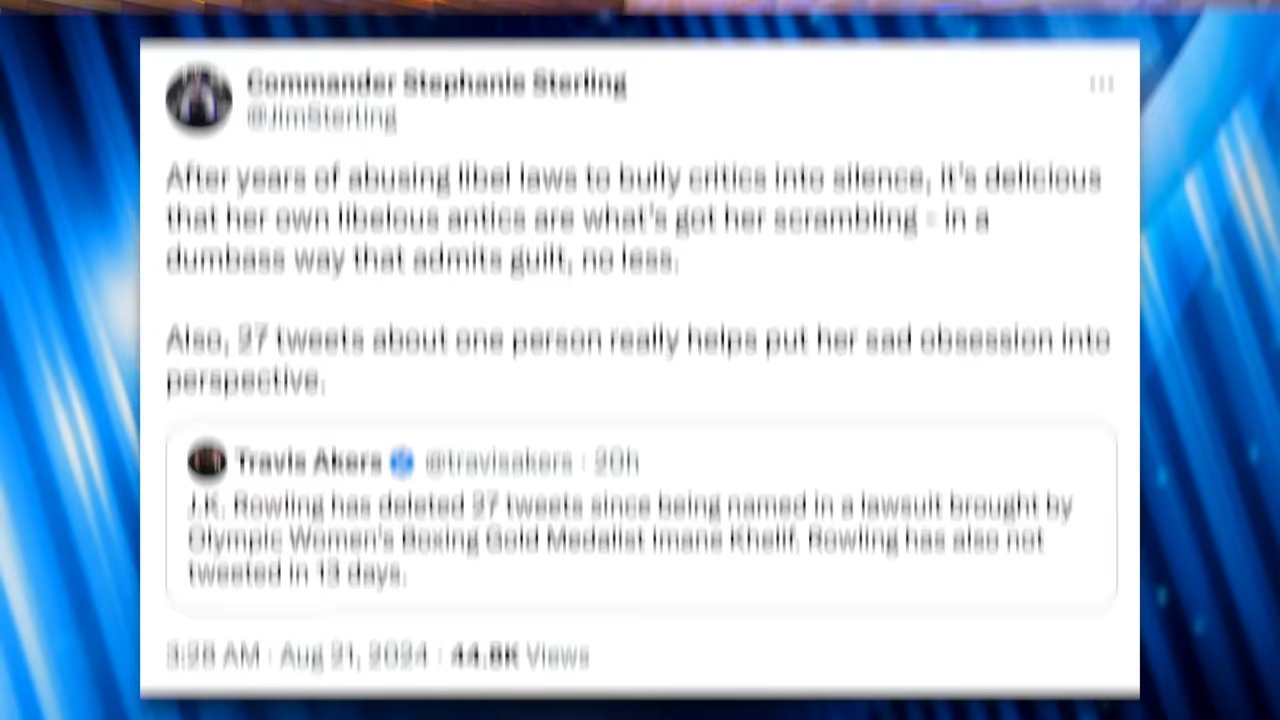 Commander Stephanie Sterling
@JimSterling
After years of abusing libel laws to bully critics into silence, it's delicious
that her own libelous antics are what's got her scrambling - in a
dumbass way that admits guilt, no less.
Also, 27 tweets about one person really helps put her sad obsession into
perspective.
Travis Akers @travisakers · 20h
J.K. Rowling has deleted 27 tweets since being named in a lawsuit brought by
Olympic Women's Boxing Gold Medalist Imane Khelif. Rowling has also not
tweeted in 13 days.
AM · Aug 21, 2024 · Views